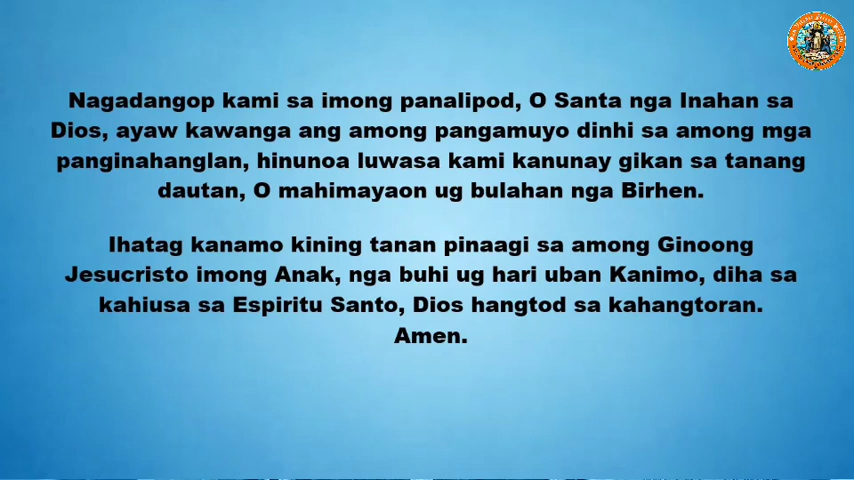 Nagadangop kami sa imong panalipod, O Santa nga Inahan sa
Dios, ayaw kawanga ang among pangamuyo dinhi sa among mga
panginahanglan, hinunoa luwasa kami kanunay gikan sa tanang
dautan, O mahimayaon ug bulahan nga Birhen.
Ihatag kanamo kining tanan pinaagi sa among Ginoong
Jesucristo imong Anak, nga buhi ug hari uban Kanimo, diha sa
kahiusa sa Espiritu Santo, Dios hangtod sa kahangtoran.
Amen.